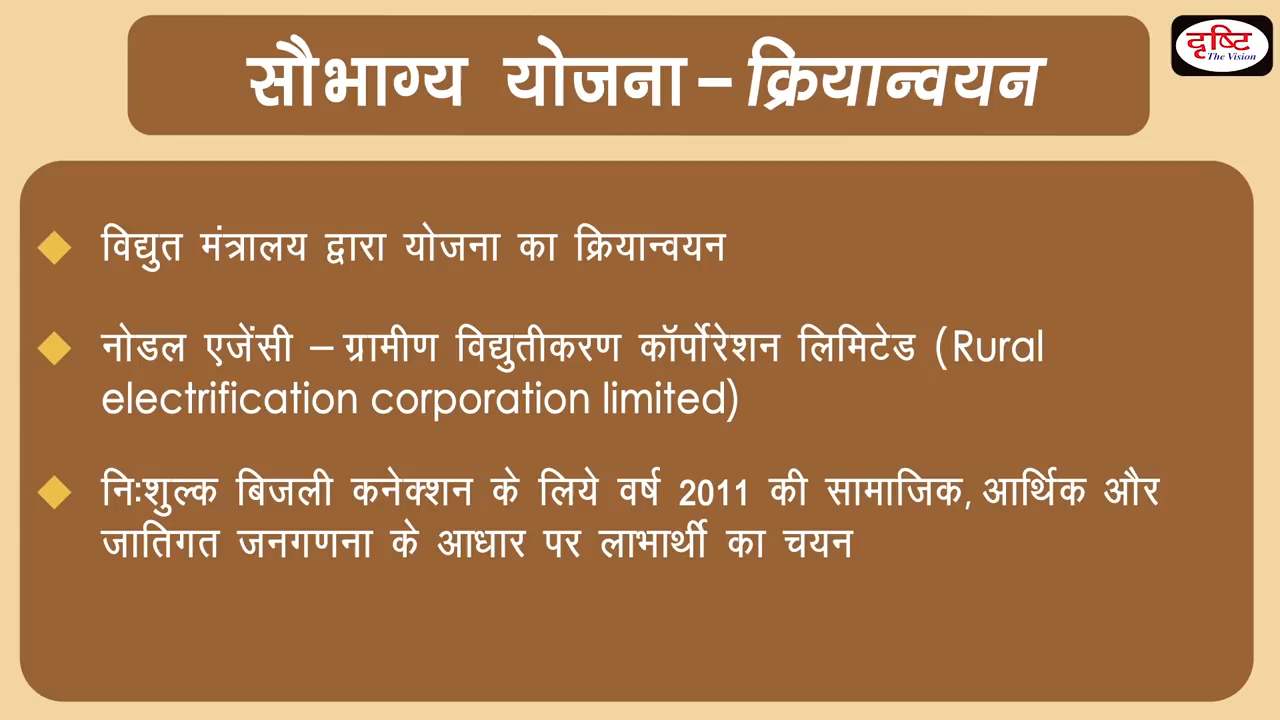 सौभाग्य योजना – क्रियान्वयन
दृष्टि
The Vision
विद्युत मंत्रालय द्वारा योजना का क्रियान्वयन
नोडल एजेंसी – ग्रामीण विद्युतीकरण कॉर्पोरेशन लिमिटेड (Rural
electrification corporation limited)
निःशुल्क बिजली कनेक्शन के लिये वर्ष 2011 की सामाजिक, आर्थिक और
जातिगत जनगणना के आधार पर लाभार्थी का चयन